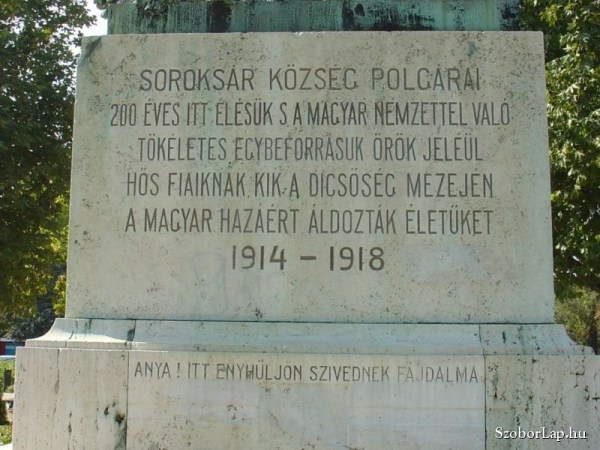 SOROKSÁR KÖZSÉG POLGÁRAI
200 ÉVES ITT ÉLÉSÜK S A MAGYAR NEMZETTEL VALÓ
TÖKÉLETES EGYBEFORRÁSUK ÖRÖK JELÉÜL
HŐS FIAIKNAK, KIK A DICSŐSÉG MEZEJÉN
A MAGYAR HAZÁÉRT ÁLDOZTÁK ÉLETÜKET
1914 - 1918
ANYA! ITT ENYHÜLJÖN SZIVEDNEK FÁJDALMA
SzoborLap.hu